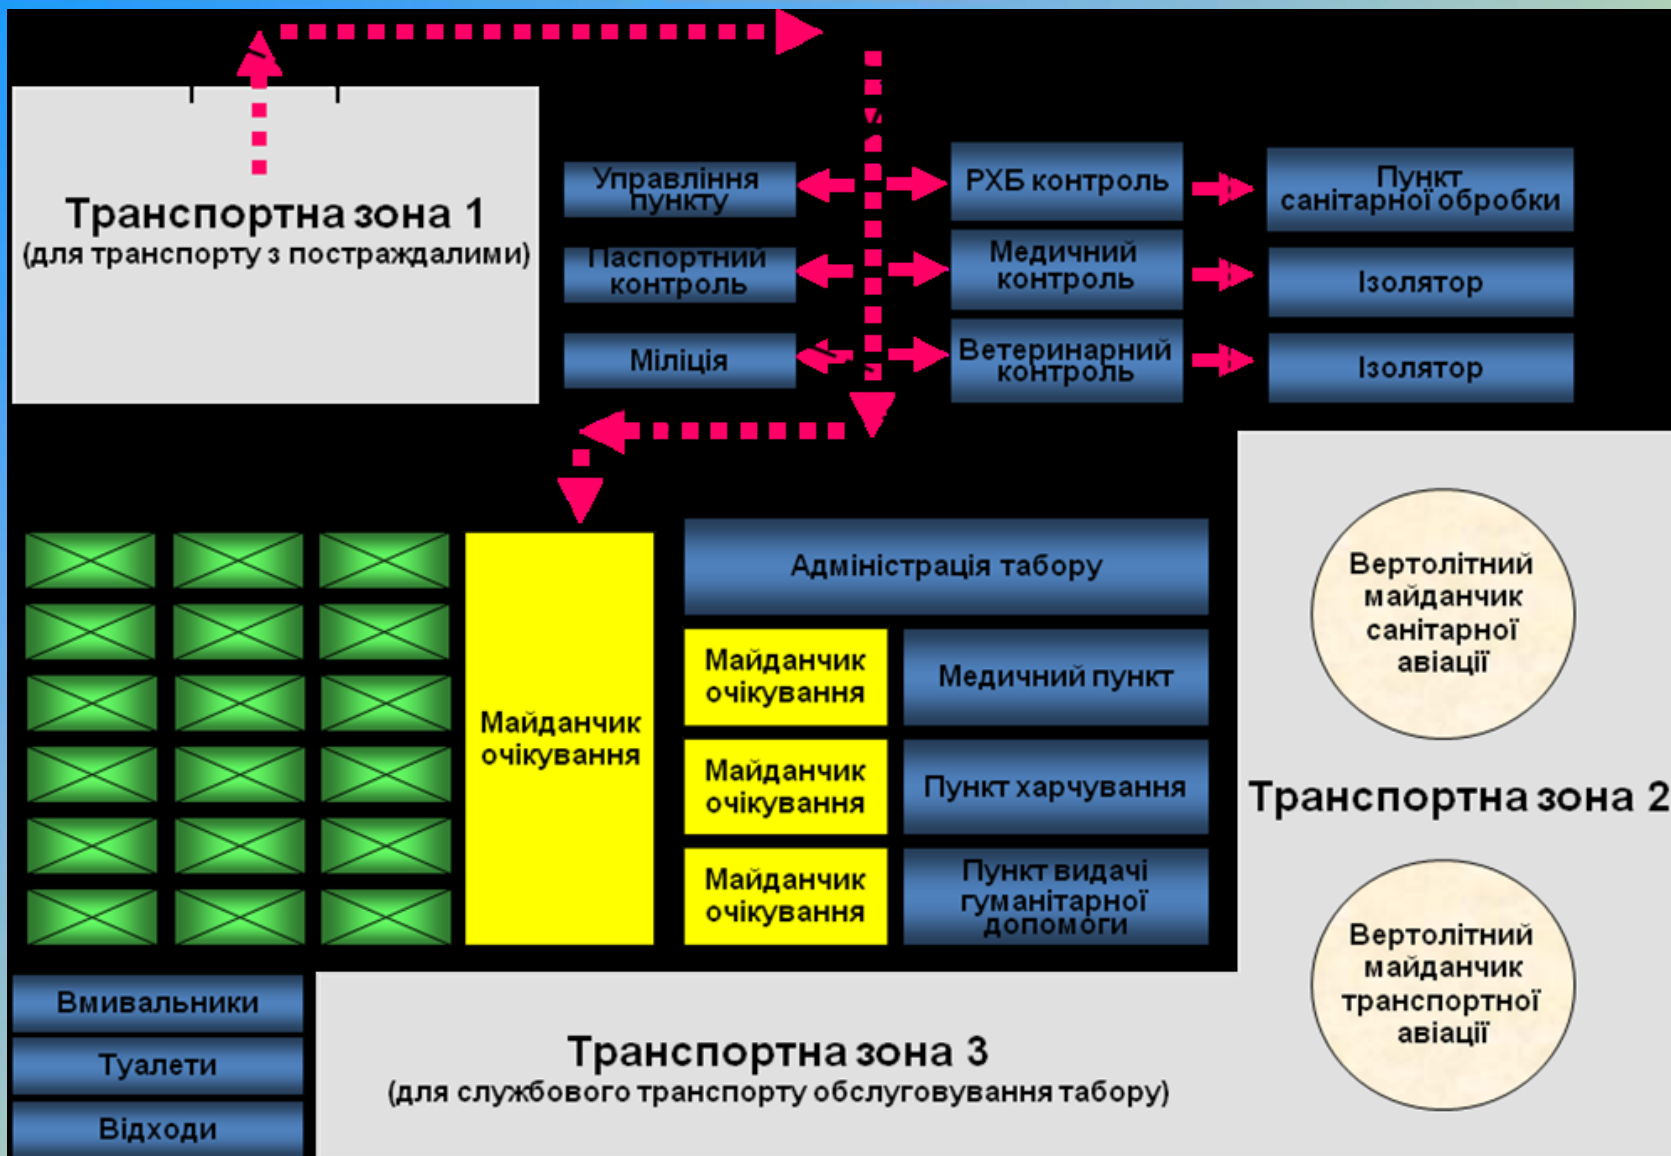 Транспортна зона 1
(для транспорту з постраждалими)
Управління
пункту
РХБ контроль
Пункт
санітарної обробки
Паспортний
контроль
Медичний
контроль
Ізолятор
Міліція
Ветеринарний
контроль
Ізолятор
Майданчик
очікування
Адміністрація табору
Майданчик
очікування
Медичний пункт
Майданчик
очікування
Пункт харчування
Майданчик
очікування
Пункт видачі
гуманітарної
допомоги
Вертолітний
майданчик
санітарної
авіації
Транспортна зона 2
Вертолітний
майданчик
транспортної
авіації
Вмивальники
Туалети
Відходи
Транспортна зона 3
(для службового транспорту обслуговування табору)